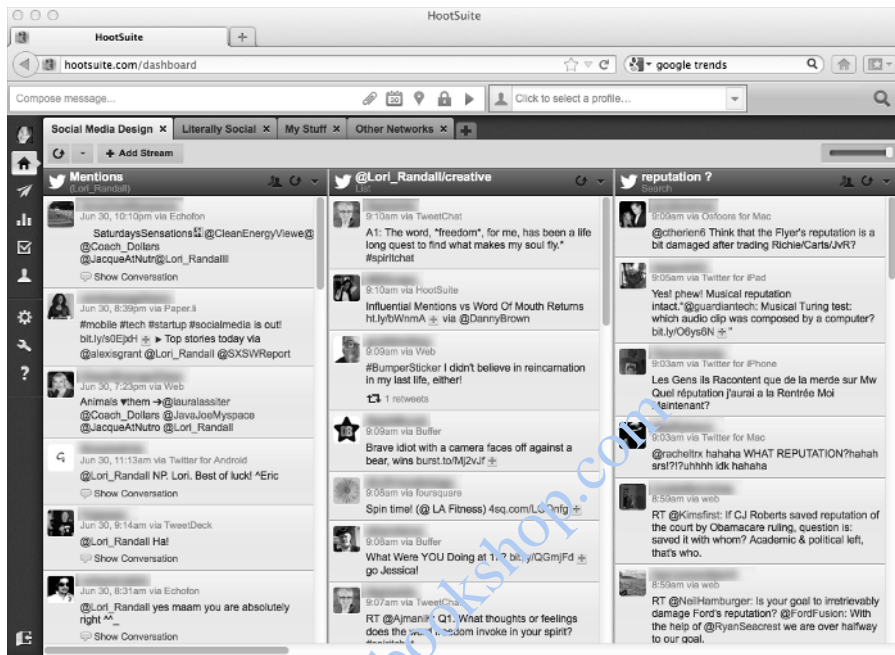 HootSuite
HootSuite
hootsuite.com/dashboard
google trends
Compose message...
Click to select a profile...
Social Media Design
Literally Social
My Stuff
Other Networks
Add Stream
Mentions
(Lori_Randall)
Jun 30, 10:10pm via Echofon
SaturdaysSensations @CleanEnergyViewe@
@Coach_Dollars
@JacqueAtNutr@Lori_Randallll
Show Conversation
Jun 30, 8:39pm via Paper.li
#mobile #tech #startup #socialmedia is out!
bit.ly/s0EjxH ► Top stories today via
@alexisgrant @Lori_Randall @SXSWReport
Jun 30, 7:23pm via Web
Animals ♥them →@lauralassiter
@Coach_Dollars @JavaJoeMyspace
@JacqueAtNutro @Lori_Randall
Jun 30, 11:13am via Twitter for Android
@Lori_Randall NP. Lori. Best of luck! ^Eric
Show Conversation
Jun 30, 9:14am via TweetDeck
@Lori_Randall Ha!
Show Conversation
Jun 30, 8:31am via Echofon
@Lori_Randall yes maam you are absolutely
right ^^_
Show Conversation
@Lori_Randall/creative
List
9:10am via TweetChat
A1: The word, *freedom*, for me, has been a life
long quest to find what makes my soul fly.*
#spiritchat
9:10am via HootSuite
Influential Mentions vs Word Of Mouth Returns
ht.ly/bWnmA via @DannyBrown
9:09am via Web
#BumperSticker I didn't believe in reincarnation
in my last life, either!
1 retweets
9:09am via Buffer
Brave idiot with a camera faces off against a
bear, wins burst.to/Mj2vJf
9:08am via foursquare
Spin time! (@ LA Fitness)
9:08am via Buffer
What Were YOU Doing at
go Jessica!
9:07am via TweetChat
RT @Ajmani Q1. What thoughts or feelings
does the word freedom invoke in your spirit?
#spiritchat
reputation ?
Search
9:09am via Osfoora for Mac
@ctherien6 Think that the Flyer's reputation is a
bit damaged after trading Richie/Carts/JvR?
9:05am via Twitter for iPad
Yes! phew! Musical reputation
intact."@guardiantech: Musical Turing test:
which audio clip was composed by a computer?
bit.ly/O6ys6N "
9:03am via Twitter for iPhone
Les Gens ils Racontent que de la merde sur Mw
Quel réputation j'aurai a la Rentrée Moi
Maintenant?
9:03am via Twitter for Mac
@racheltrx hahaha WHAT REPUTATION?hahah
srs!?!?uhhhh idk hahaha
8:59am via web
RT @Kimsfirst: If CJ Roberts saved reputation of
the court by Obamacare ruling, question is:
saved it with whom? Academic & political left,
that's who.
8:59am via web
RT @NeilHamburger: Is your goal to irretrievably
damage Ford's reputation? @FordFusion: With
the help of @RyanSeacrest we are over halfway
to our goal.